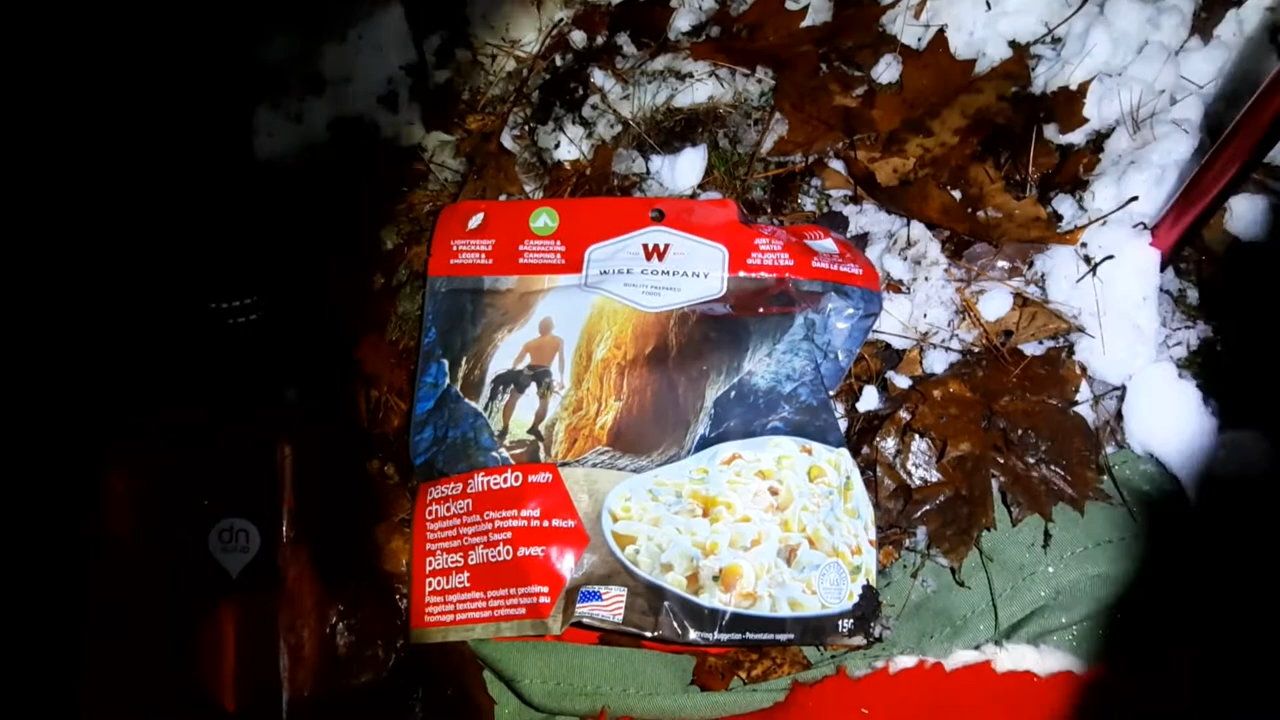 LIGHTWEIGHT
& PACKABLE
LÉGER &
EMPORTABLE
CAMPING &
BACKPACKING
CAMPING &
RANDONNÉES
W
WISE COMPANY
QUALITY PREPARED
FOODS
JUST ADD
WATER
N'AJOUTER
QUE DE L'EAU
DANS LE SACHET
pasta alfredo with
chicken
Tagliatelle Pasta, Chicken and
Textured Vegetable Protein in a Rich
Parmesan Cheese Sauce
pâtes alfredo avec
poulet
Pâtes tagliatelles, poulet et protéine
végétale texturée dans une sauce au
fromage parmesan crémeuse
Made in the USA
Serving Suggestion • Présentation suggérée
dn